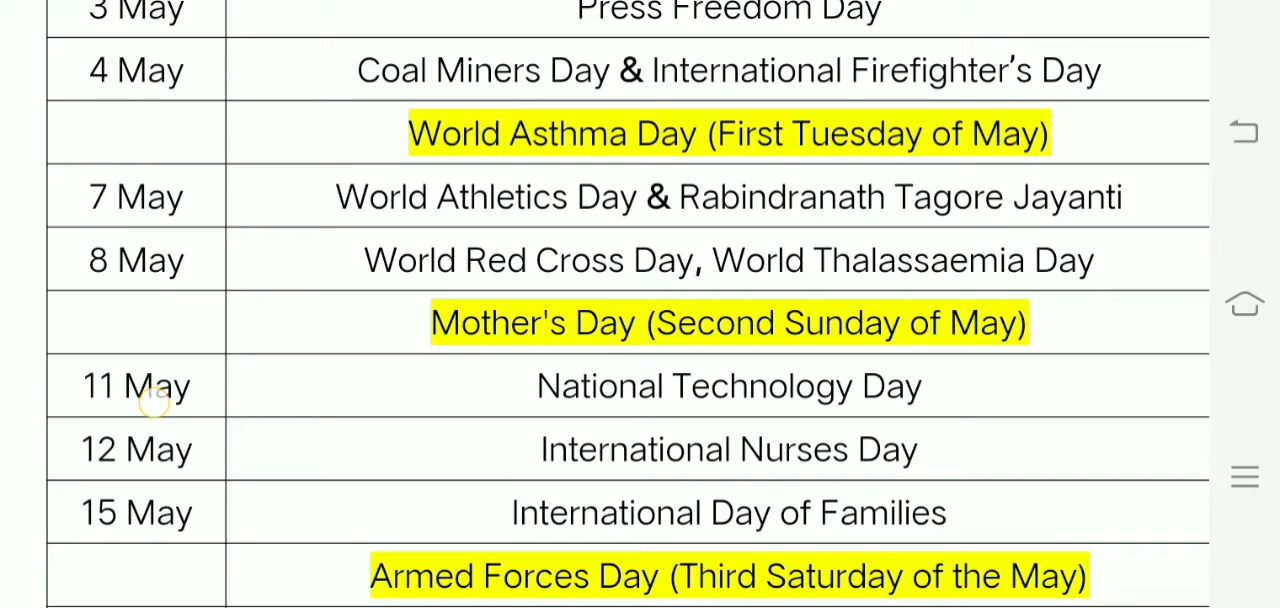 3 May Press Freedom Day
4 May Coal Miners Day & International Firefighter’s Day
World Asthma Day (First Tuesday of May)
7 May World Athletics Day & Rabindranath Tagore Jayanti
8 May World Red Cross Day, World Thalassaemia Day
Mother's Day (Second Sunday of May)
11 May National Technology Day
12 May International Nurses Day
15 May International Day of Families
Armed Forces Day (Third Saturday of the May)